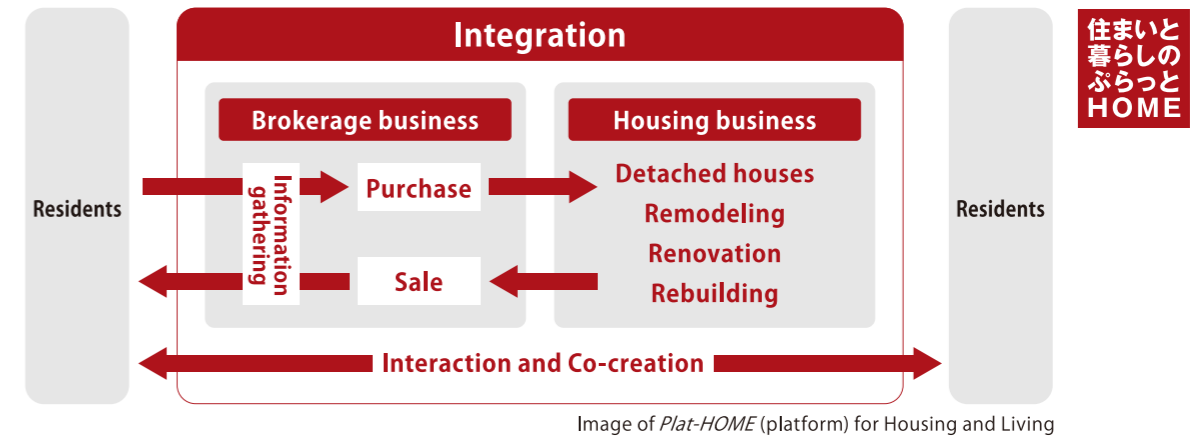 Integration
住まいと
暮らしの
ぷらっと
HOME
Brokerage business
Housing business
Residents
Information
gathering
Purchase
Sale
Detached houses
Remodeling
Renovation
Rebuilding
Residents
Interaction and Co-creation
Image of Plat-HOME (platform) for Housing and Living